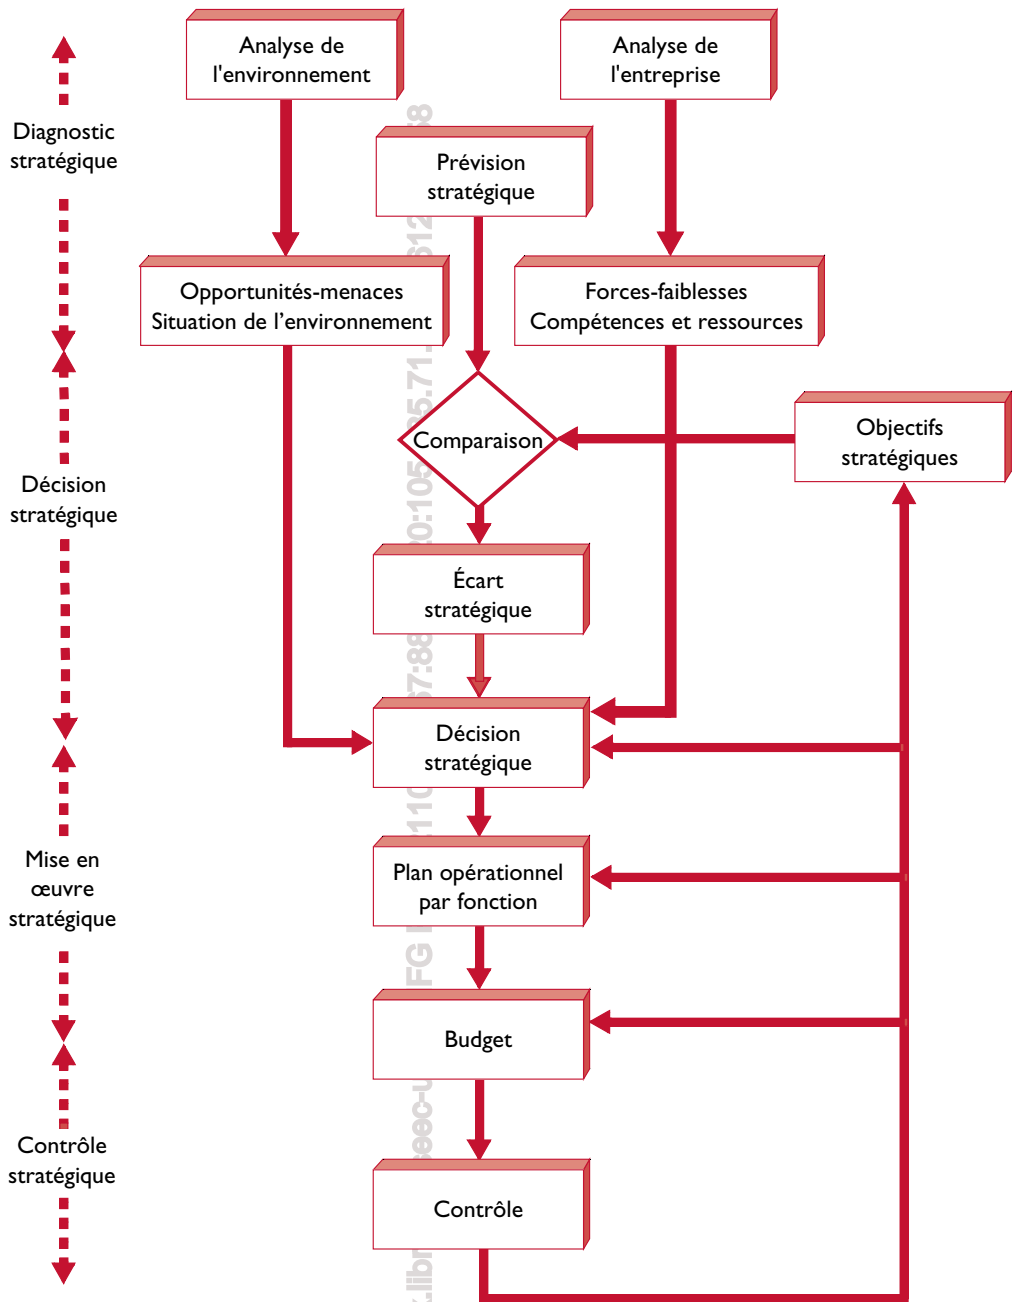 Analyse de
l'environnement
Analyse de
l'entreprise
Diagnostic
stratégique
Prévision
stratégique
Opportunités-menaces
Situation de l’environnement
Forces-faiblesses
Compétences et ressources
Comparaison
Objectifs
stratégiques
Décision
stratégique
Écart
stratégique
Décision
stratégique
Plan opérationnel
par fonction
Mise en
œuvre
stratégique
Budget
Contrôle
stratégique
Contrôle